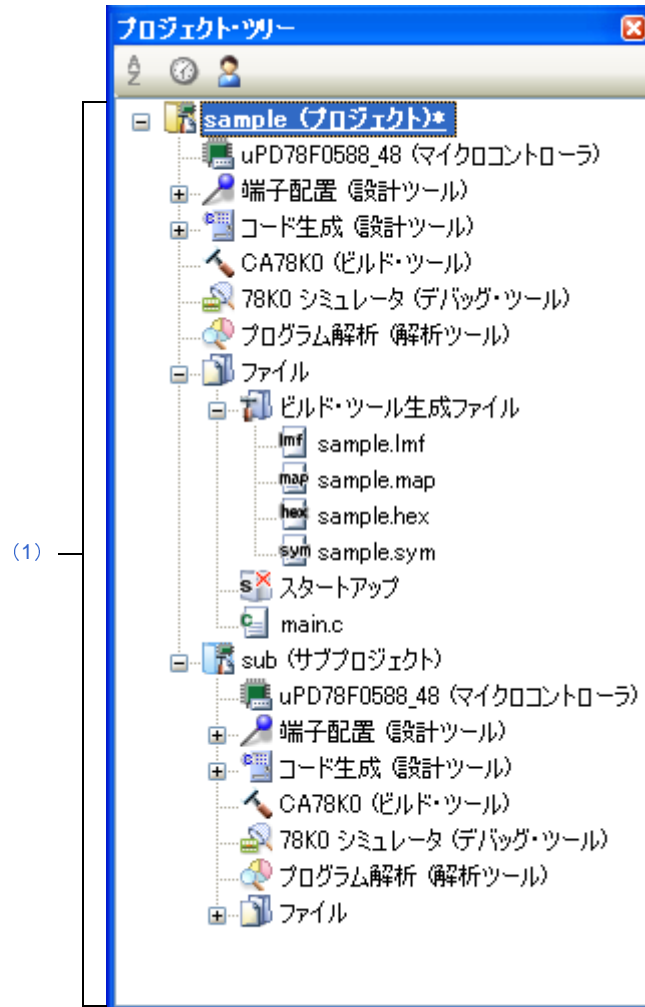 プロジェクト・ツリー
sample (プロジェクト)*
uPD78F0588_48 (マイクロコントローラ)
端子配置 (設計ツール)
コード生成 (設計ツール)
CA78K0 (ビルド・ツール)
78K0 シミュレータ (デバッグ・ツール)
プログラム解析 (解析ツール)
ファイル
ビルド・ツール生成ファイル
lmf sample.lmf
map sample.map
hex sample.hex
(1)
sym sample.sym
s スタートアップ
c main.c
sub (サブプロジェクト)
uPD78F0588_48 (マイクロコントローラ)
端子配置 (設計ツール)
コード生成 (設計ツール)
CA78K0 (ビルド・ツール)
78K0 シミュレータ (デバッグ・ツール)
プログラム解析 (解析ツール)
ファイル